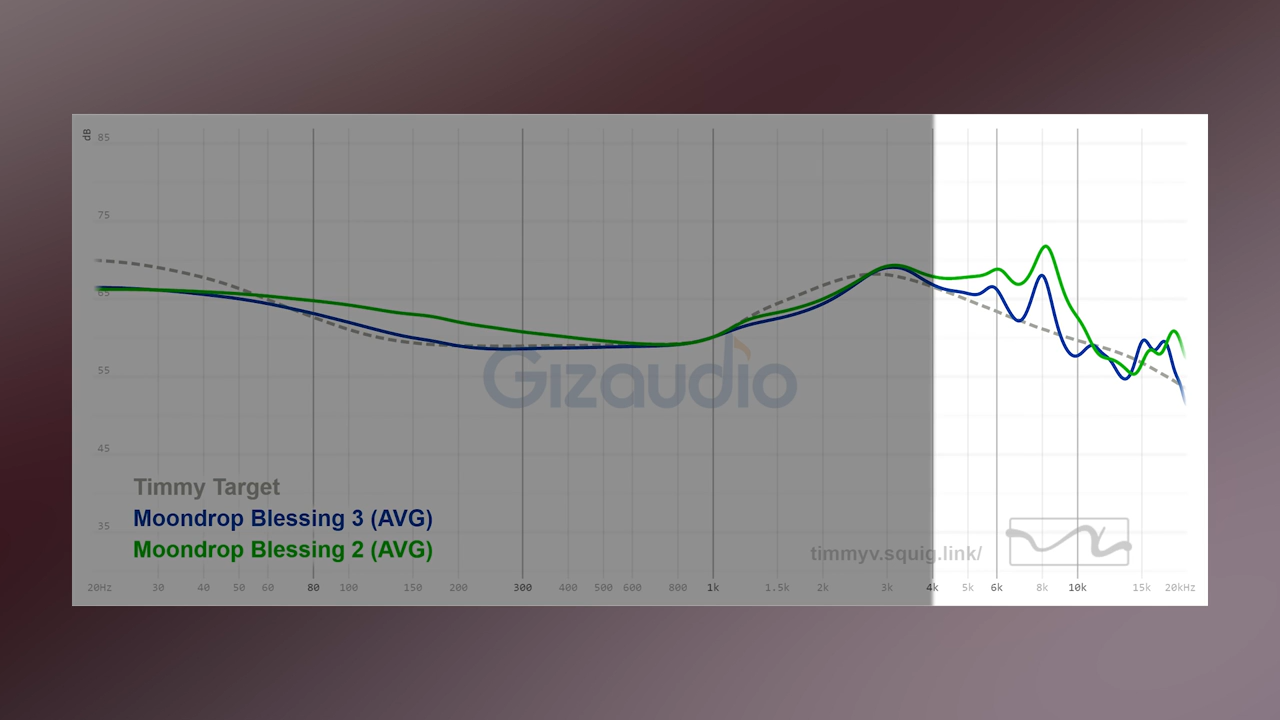 dB
85
75
65
55
45
35
Gizaudio
Timmy Target
Moondrop Blessing 3 (AVG)
Moondrop Blessing 2 (AVG)
timmyv.squig.link/
20Hz 30 40 50 60 80 100 150 200 300 400 500 600 800 1k 1.5k 2k 3k 4k 5k 6k 8k 10k 15k 20kHz